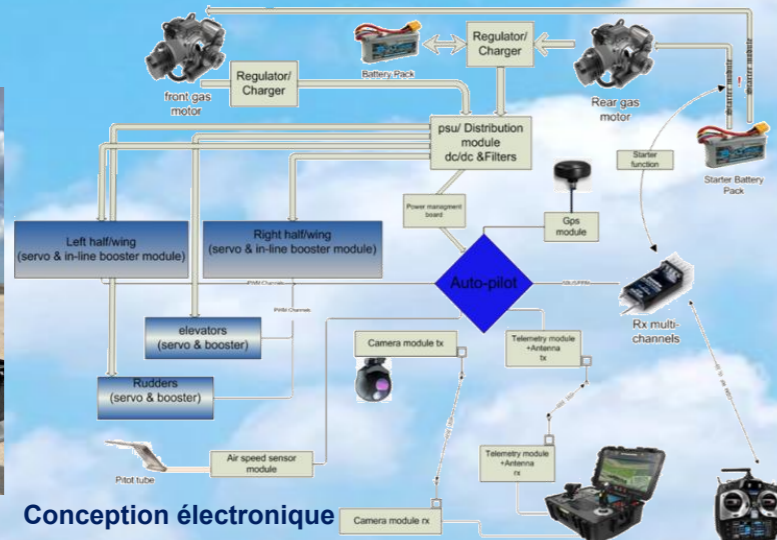 front gas
motor
Regulator/
Charger
Battery Pack
Regulator/
Charger
Rear gas
motor
Starter Battery
Pack
Starter
function
psu/ Distribution
module
dc/dc &Filters
Power managment
board
Gps
module
Left half/wing
(servo & in-line booster module)
Right half/wing
(servo & in-line booster module)
Auto-pilot
Rx multi-
channels
PWM Channels
elevators
(servo & booster)
Rudders
(servo & booster)
Camera module tx
Telemetry module
+Antenna
tx
Pitot tube
Air speed sensor
module
Telemetry module
+Antenna
rx
Camera module rx
Conception électronique